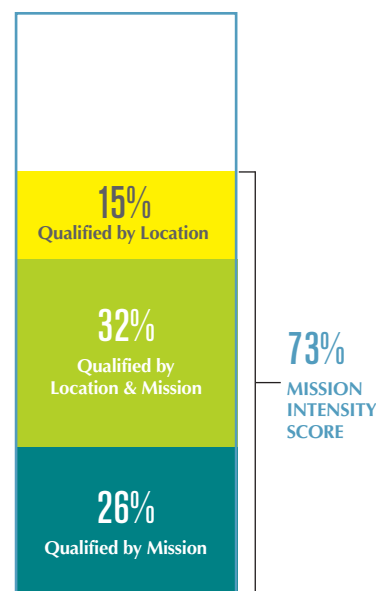 15%
Qualified by Location
32%
Qualified by
Location & Mission
73%
MISSION
INTENSITY
SCORE
26%
Qualified by Mission